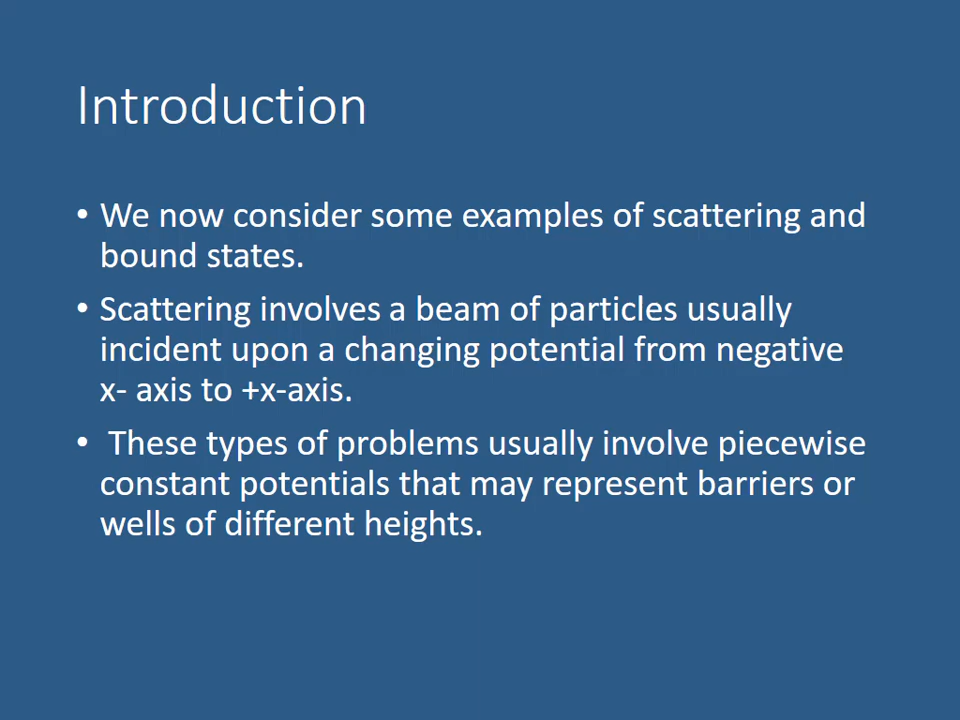 Introduction
• We now consider some examples of scattering and
bound states.
• Scattering involves a beam of particles usually
incident upon a changing potential from negative
x- axis to +x-axis.
• These types of problems usually involve piecewise
constant potentials that may represent barriers or
wells of different heights.